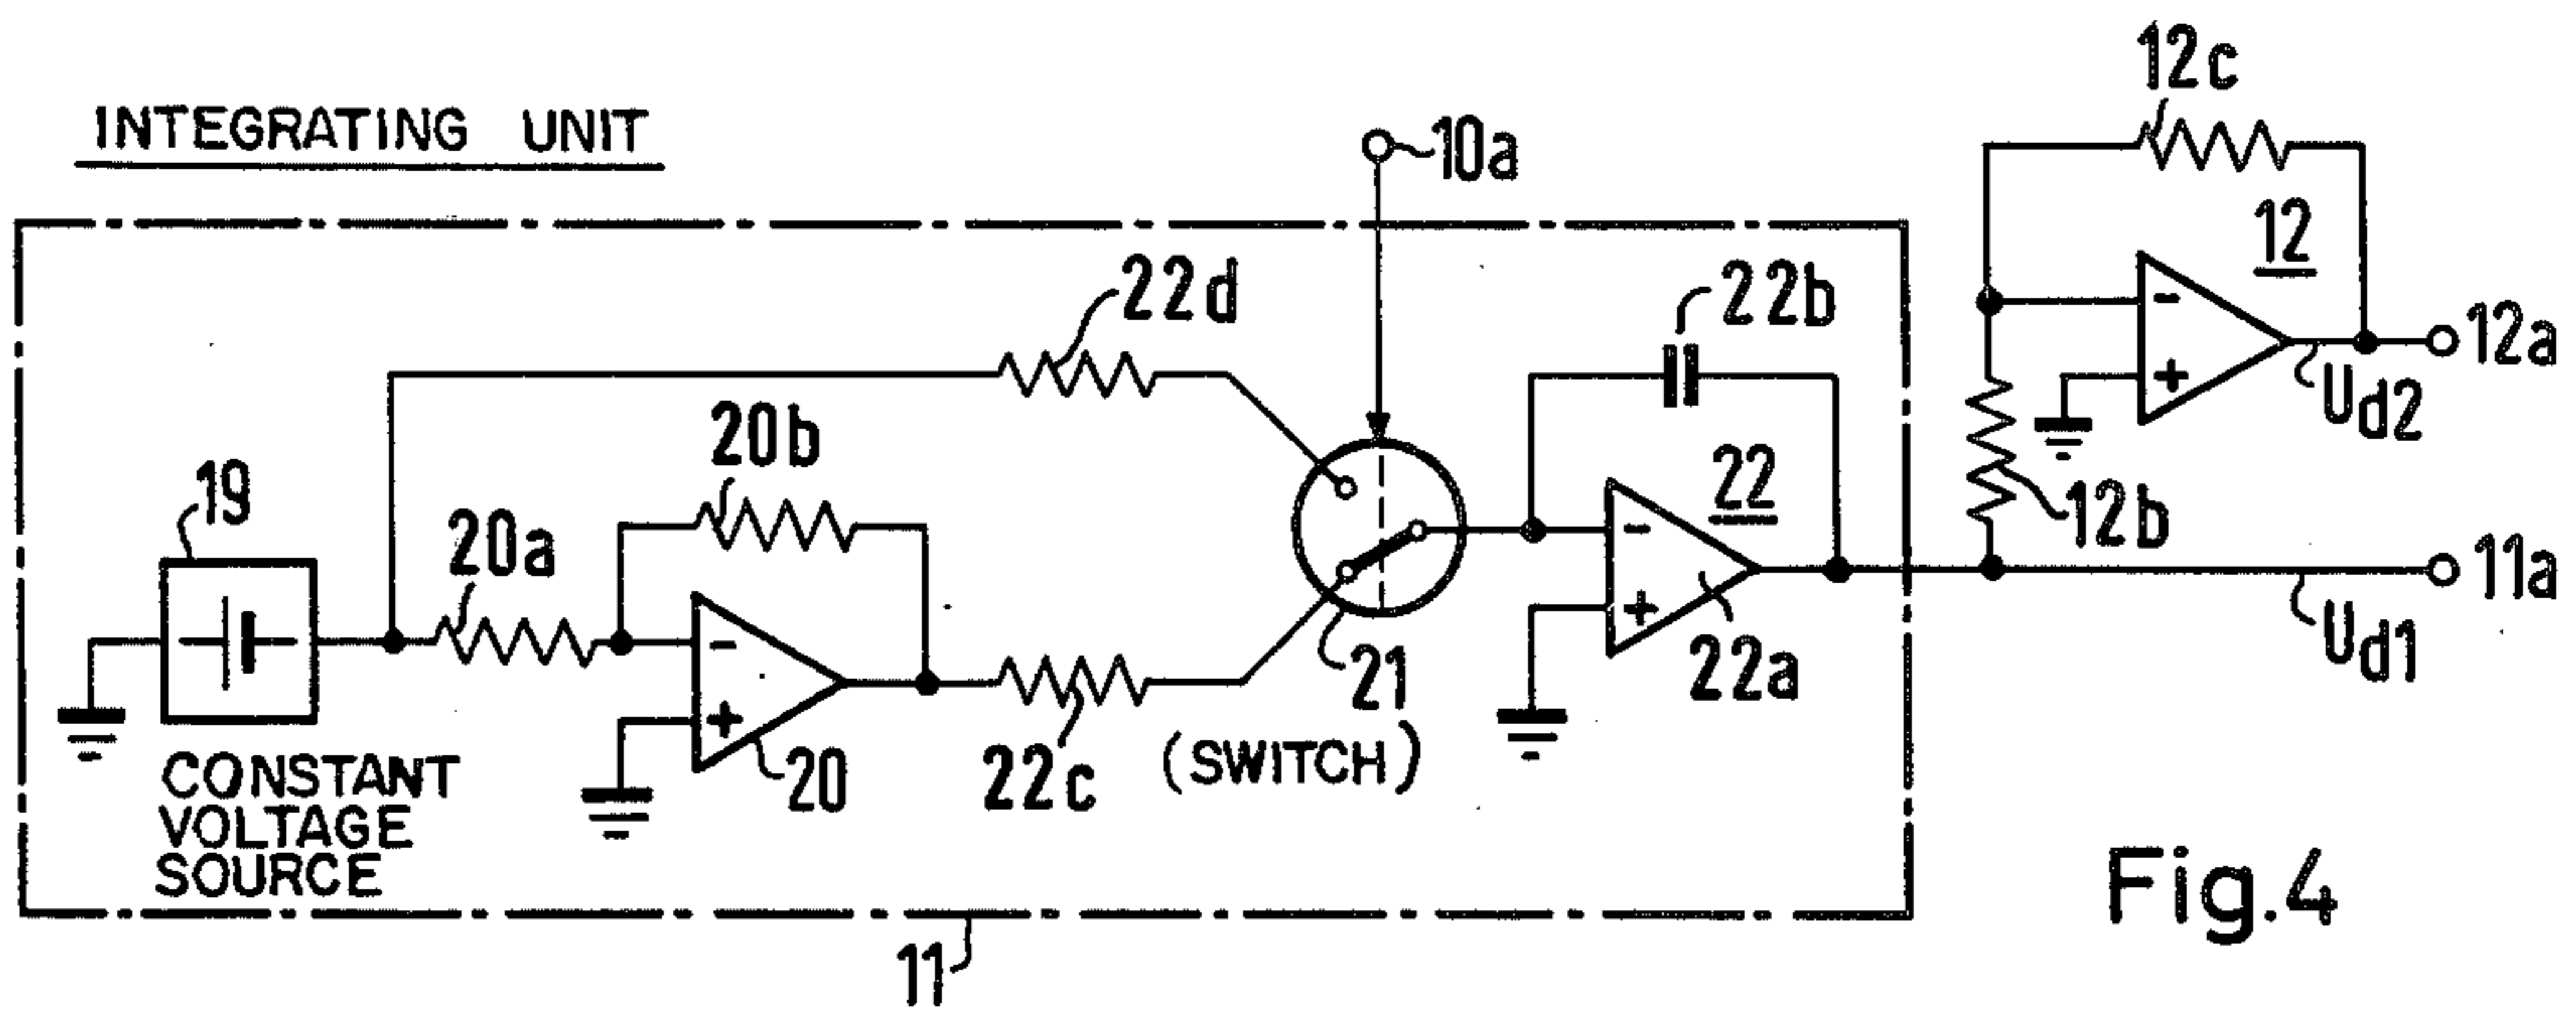 INTEGRATING UNIT
10a
12c
12
12a
Ud2
22d
22b
20b
19
20a
22
12b
11a
Ud1
22a
21
(SWITCH)
22c
20
CONSTANT
VOLTAGE
SOURCE
-
+
-
+
-
+
11
Fig.4